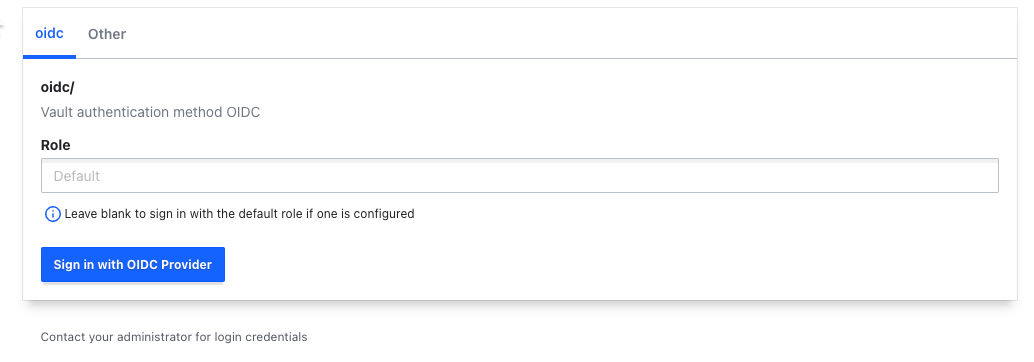 oidc Other
oidc/
Vault authentication method OIDC
Role
Default
Leave blank to sign in with the default role if one is configured
Sign in with OIDC Provider
Contact your administrator for login credentials